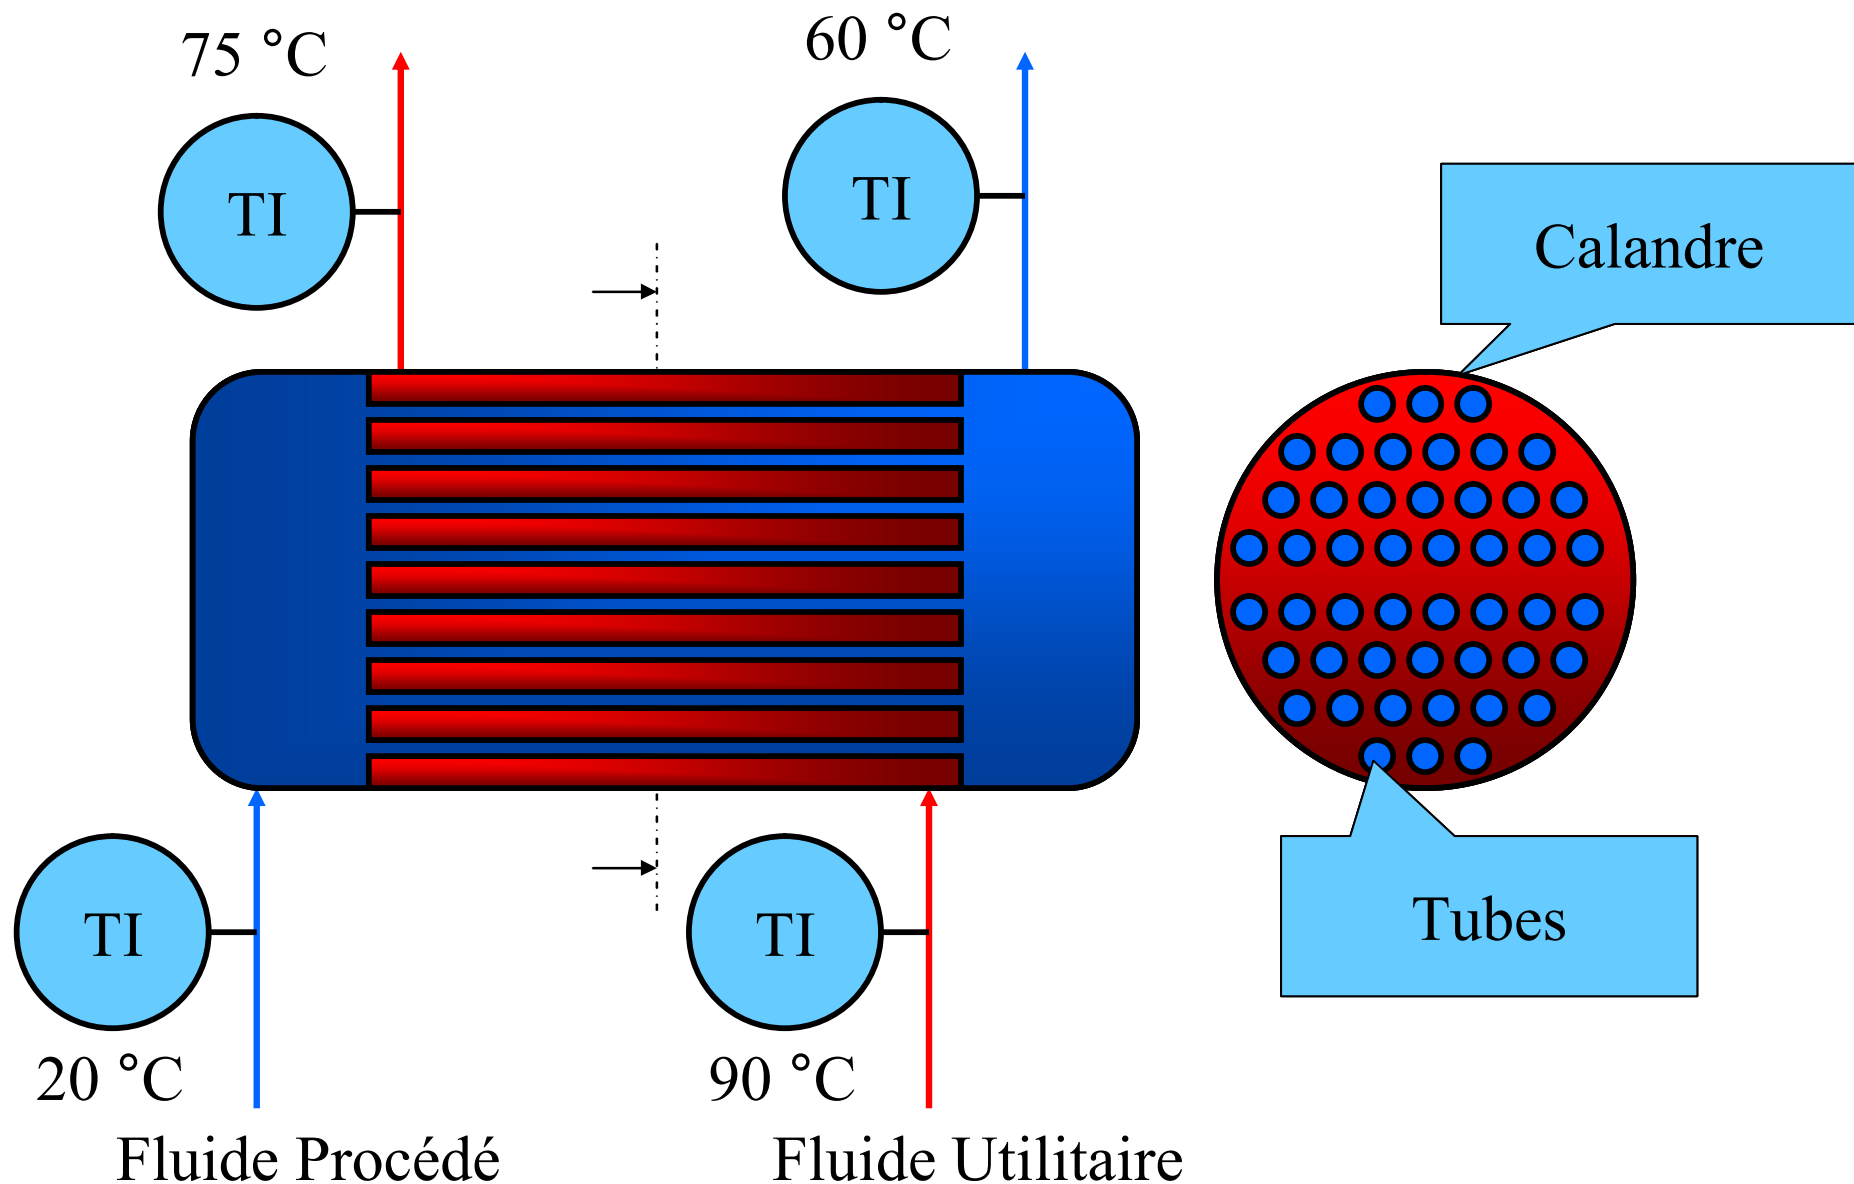 75 °C
60 °C
TI
TI
Calandre
TI
TI
Tubes
20 °C
90 °C
Fluide Procédé
Fluide Utilitaire